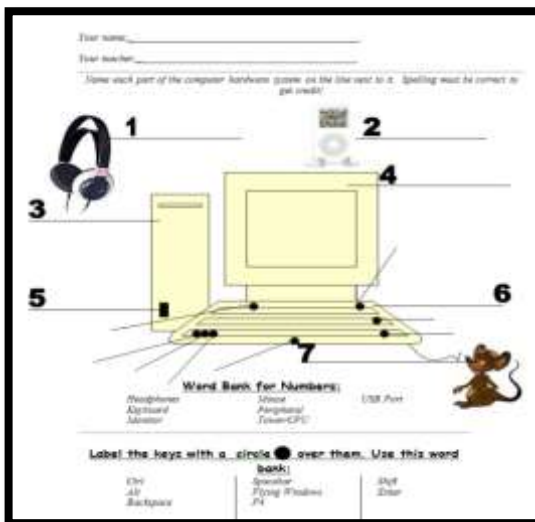 Your name:
Your teacher:
Name each part of the computer hardware system on the line next to it. Spelling must be correct to
get credit!
1
2
3
4
5
6
7
Word Bank for Numbers:
Headphones Mouse USB Port
Keyboard Peripheral
Monitor Tower-CPU
Label the keys with a circle over them. Use this word
bank:
Ctrl Spacebar Shift
Alt Flying Windows Enter
Backspace F4